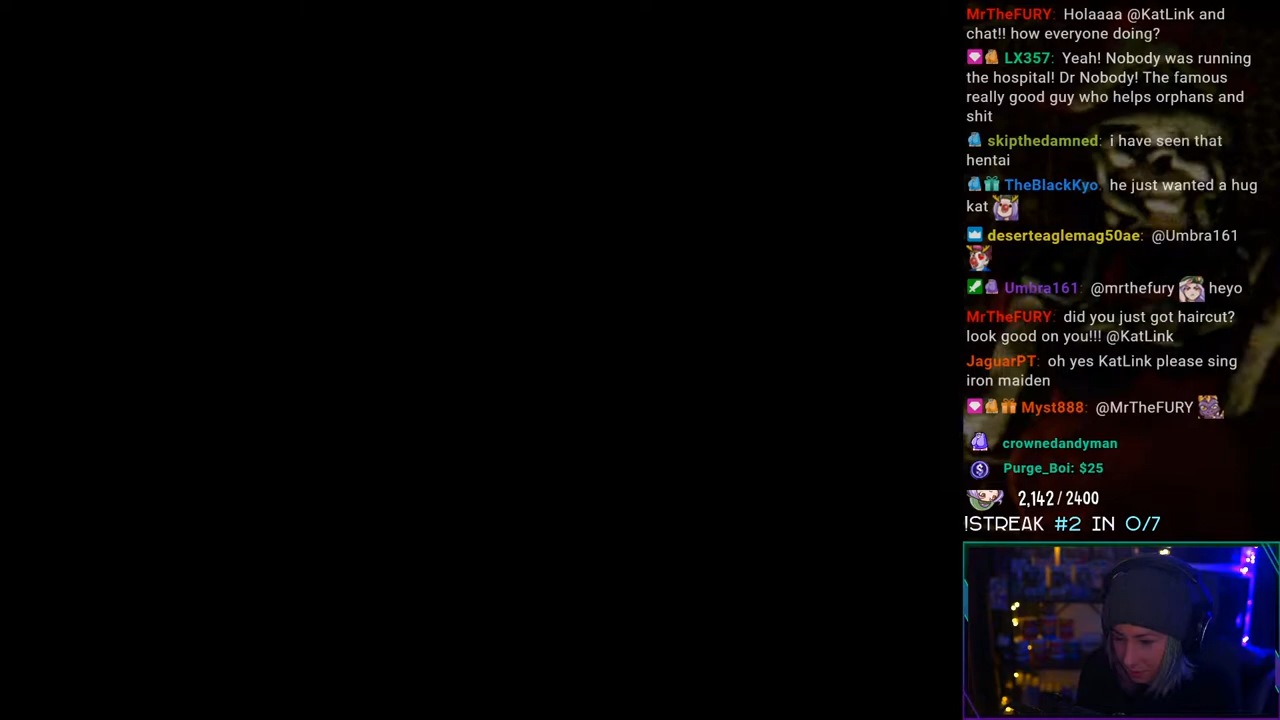 MrTheFURY: Holaaaa @KatLink and
chat!! how everyone doing?
LX357: Yeah! Nobody was running
the hospital! Dr Nobody! The famous
really good guy who helps orphans and
shit
skipthedamned: i have seen that
hentai
TheBlackKyo: he just wanted a hug
kat
deserteaglemag50ae: @Umbra161
Umbra161: @mrthefury heyo
MrTheFURY: did you just got haircut?
look good on you!!! @KatLink
JaguarPT: oh yes KatLink please sing
iron maiden
Myst888: @MrTheFURY
crownedandyman
Purge_Boi: $25
2,142 / 2400
!STREAK #2 IN 0/7